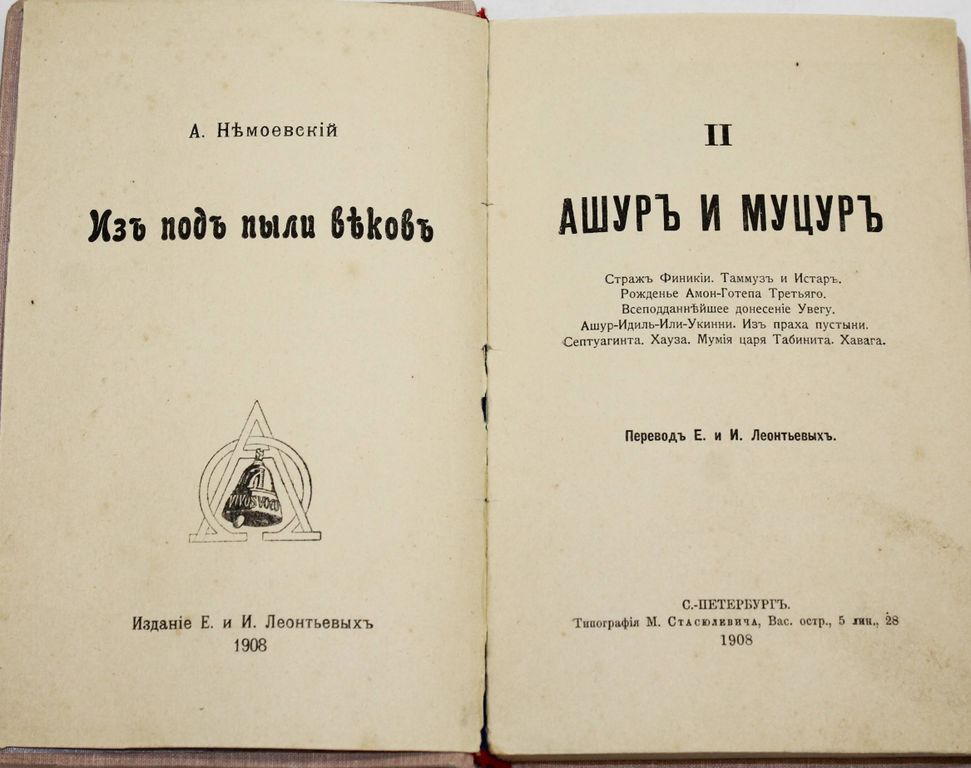 А. Нѣмоевскій
Изъ подъ пыли вѣковъ
VIVOS VOCO
Изданіе Е. и И. Леонтьевыхъ
1908
II
АШУРЪ И МУЦУРЪ
Стражъ Финикіи. Таммузъ и Истаръ.
Рожденье Амон-Готепа Третьяго.
Всеподданнѣйшее донесеніе Увегу.
Ашур-Идиль-Или-Укинни. Изъ праха пустыни.
Септуагинта. Хауза. Мумія царя Табинита. Хавага.
Переводъ Е. и И. Леонтьевыхъ.
С.-ПЕТЕРБУРГЪ.
Типографія М. Стасюлевича, Вас. остр., 5 лин., 28
1908